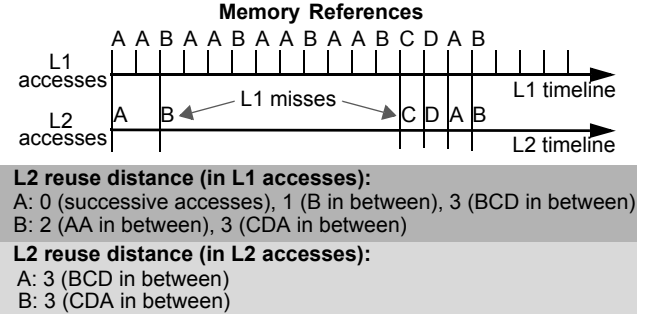 Memory References
A A B A A B A A B A A B C D A B
L1
accesses
L1 timeline
L1 misses
L2
accesses
A B C D A B
L2 timeline
L2 reuse distance (in L1 accesses):
A: 0 (successive accesses), 1 (B in between), 3 (BCD in between)
B: 2 (AA in between), 3 (CDA in between)
L2 reuse distance (in L2 accesses):
A: 3 (BCD in between)
B: 3 (CDA in between)